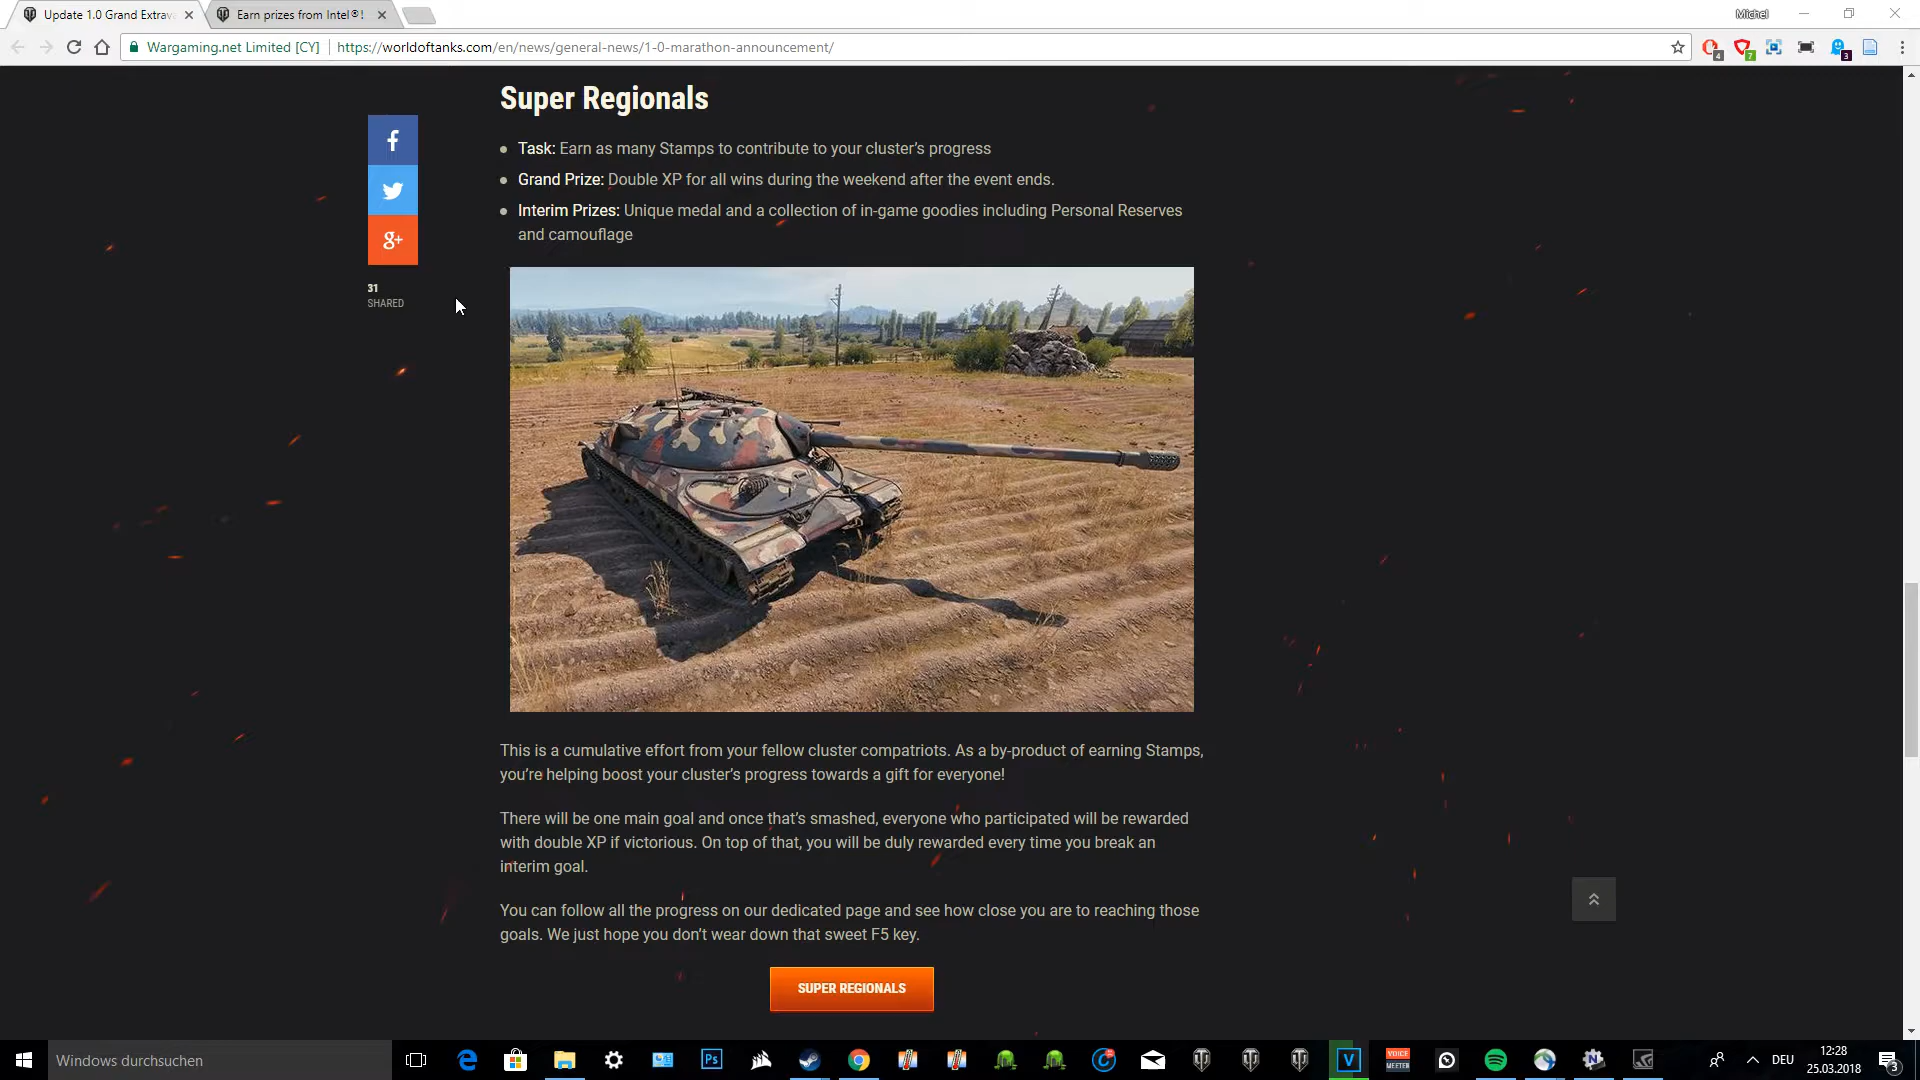 Update 1.0 Grand Extrav
Earn prizes from Intel®!
Michel
Wargaming.net Limited [CY]
https://worldoftanks.com/en/news/general-news/1-0-marathon-announcement/
4
7
3
Super Regionals
Task: Earn as many Stamps to contribute to your cluster’s progress
Grand Prize: Double XP for all wins during the weekend after the event ends.
Interim Prizes: Unique medal and a collection of in-game goodies including Personal Reserves
and camouflage
f
g+
31
SHARED
This is a cumulative effort from your fellow cluster compatriots. As a by-product of earning Stamps,
you’re helping boost your cluster’s progress towards a gift for everyone!
There will be one main goal and once that’s smashed, everyone who participated will be rewarded
with double XP if victorious. On top of that, you will be duly rewarded every time you break an
interim goal.
You can follow all the progress on our dedicated page and see how close you are to reaching those
goals. We just hope you don’t wear down that sweet F5 key.
SUPER REGIONALS
Windows durchsuchen
Ps
V
VOICE
MEETER
DEU
12:28
25.03.2018
3